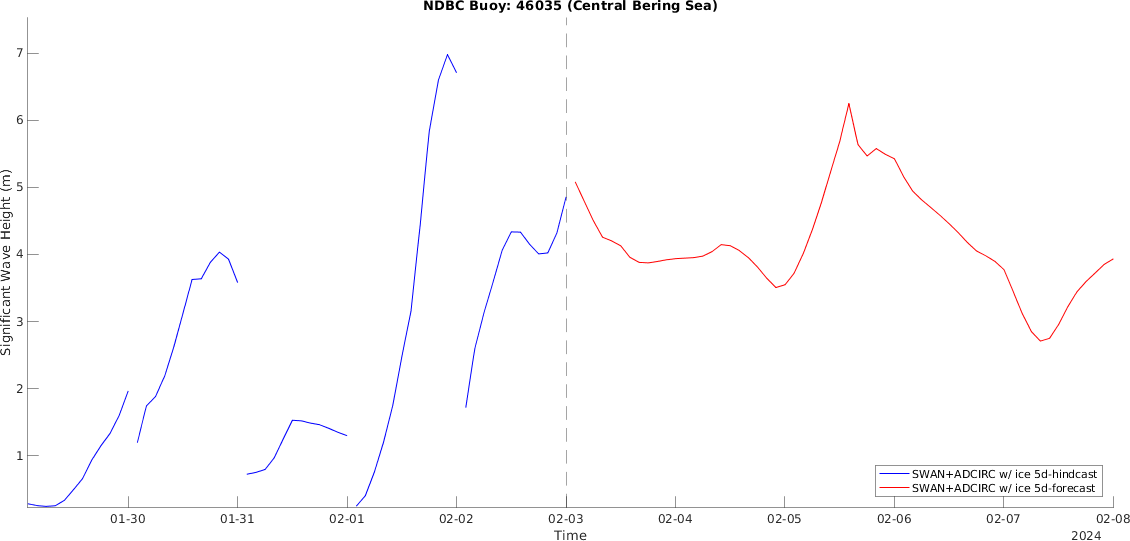 NDBC Buoy: 46035 (Central Bering Sea)
Significant Wave Height (m)
7
6
5
4
3
2
1
SWAN+ADCIRC w/ ice 5d-hindcast
SWAN+ADCIRC w/ ice 5d-forecast
01-30 01-31 02-01 02-02 02-03 02-04 02-05 02-06 02-07 02-08
Time
2024